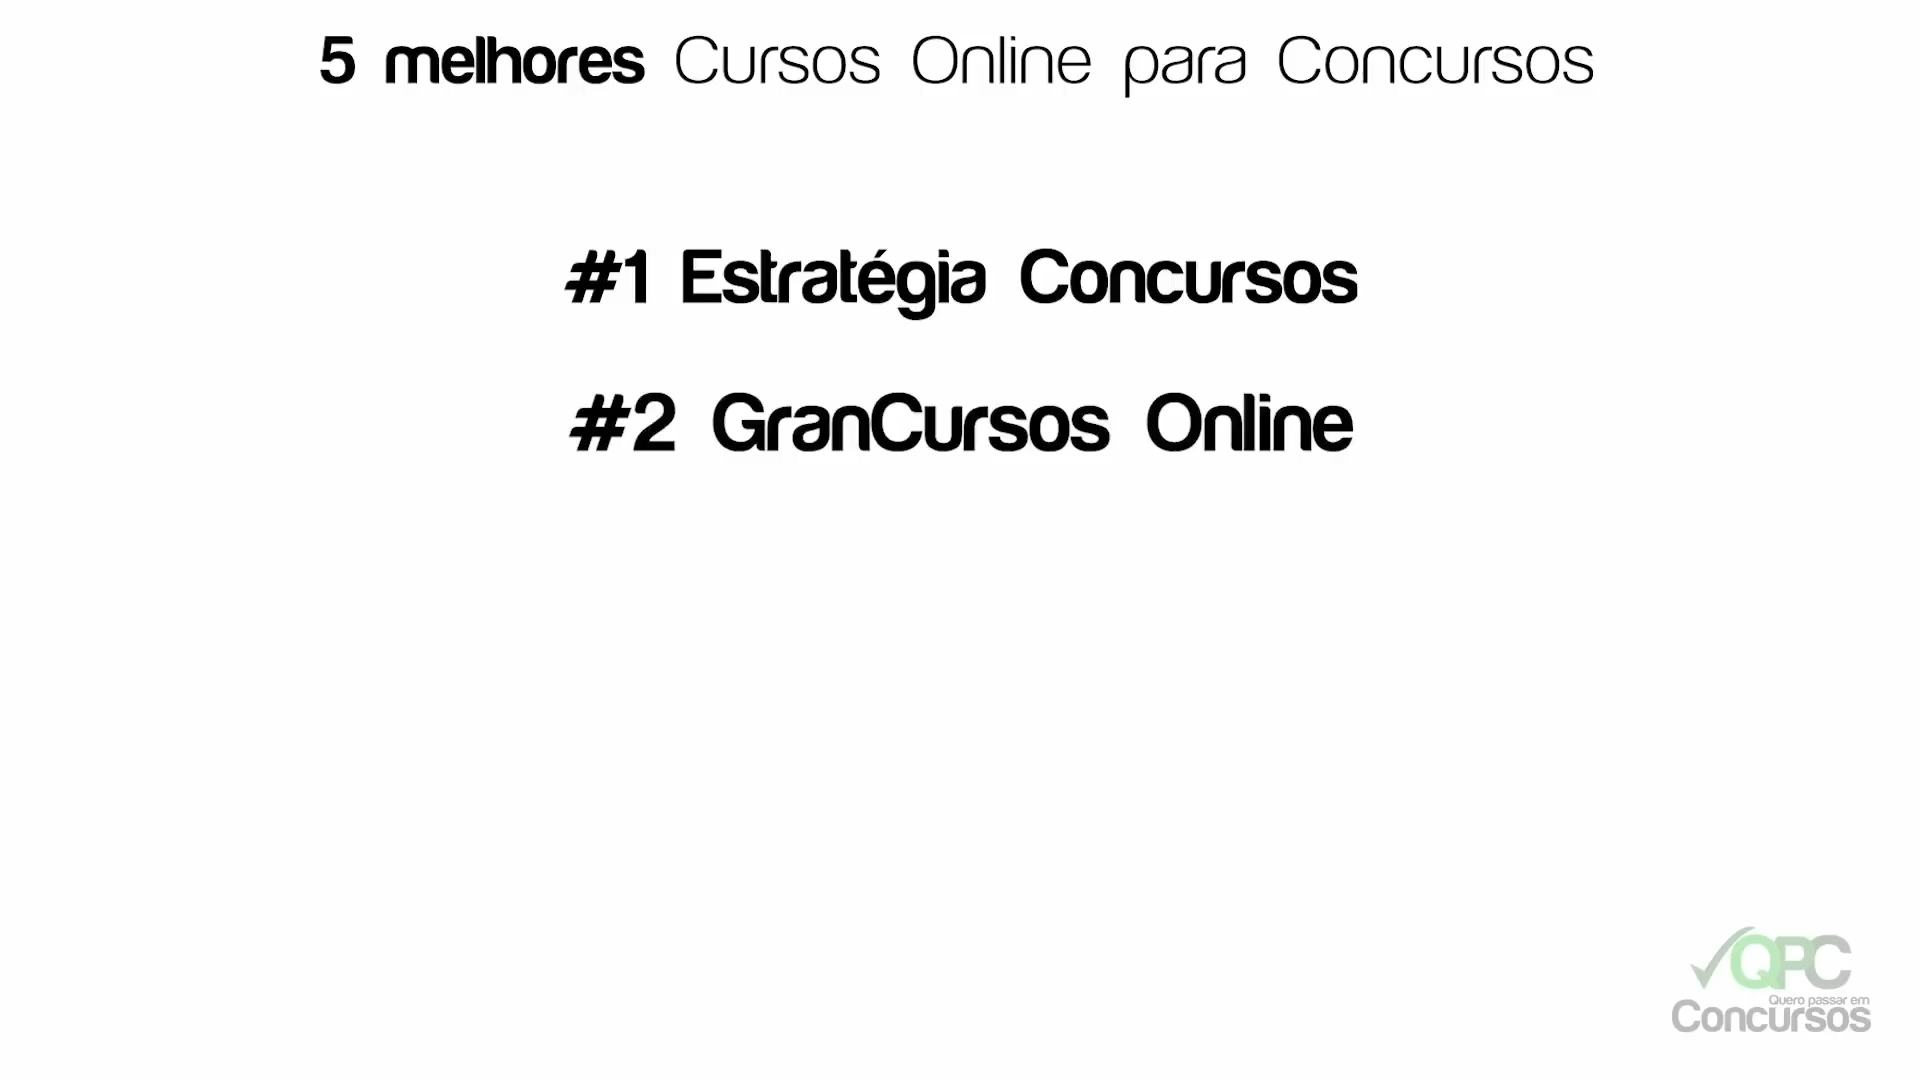 5 melhores Cursos Online para Concursos
#1 Estratégia Concursos
#2 GranCursos Online
QPC
Quero passar em
Concursos